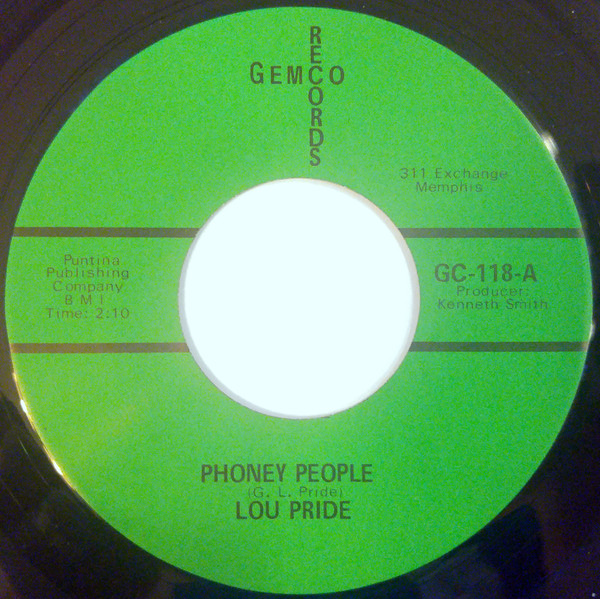 RECORDS
GEMCO
311 Exchange
Memphis
Puntina
Publishing
Company
B M I
Time: 2:10
GC-118-A
Producer:
Kenneth Smith
PHONEY PEOPLE
(G. L. Pride)
LOU PRIDE